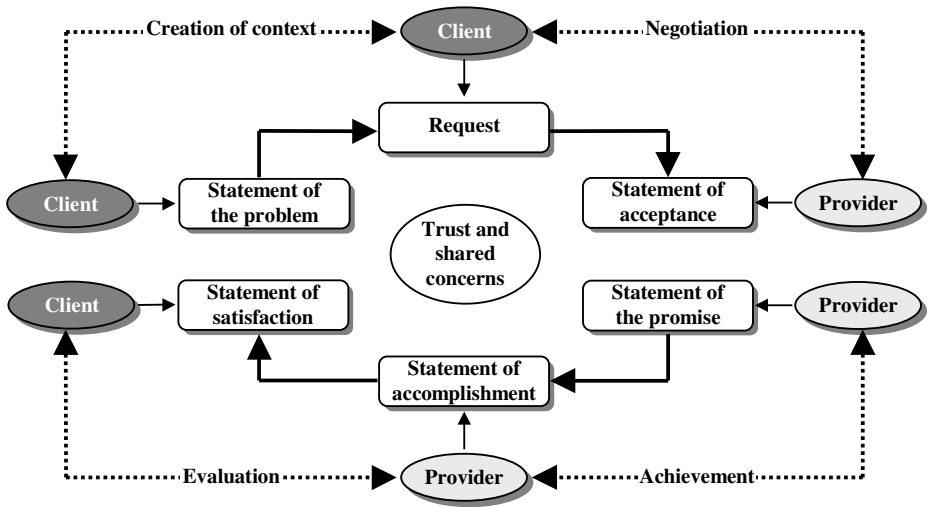 Creation of context
Client
Negotiation
Request
Client
Statement of
the problem
Statement of
acceptance
Provider
Trust and
shared
concerns
Client
Statement of
satisfaction
Statement of
the promise
Provider
Statement of
accomplishment
Evaluation
Provider
Achievement